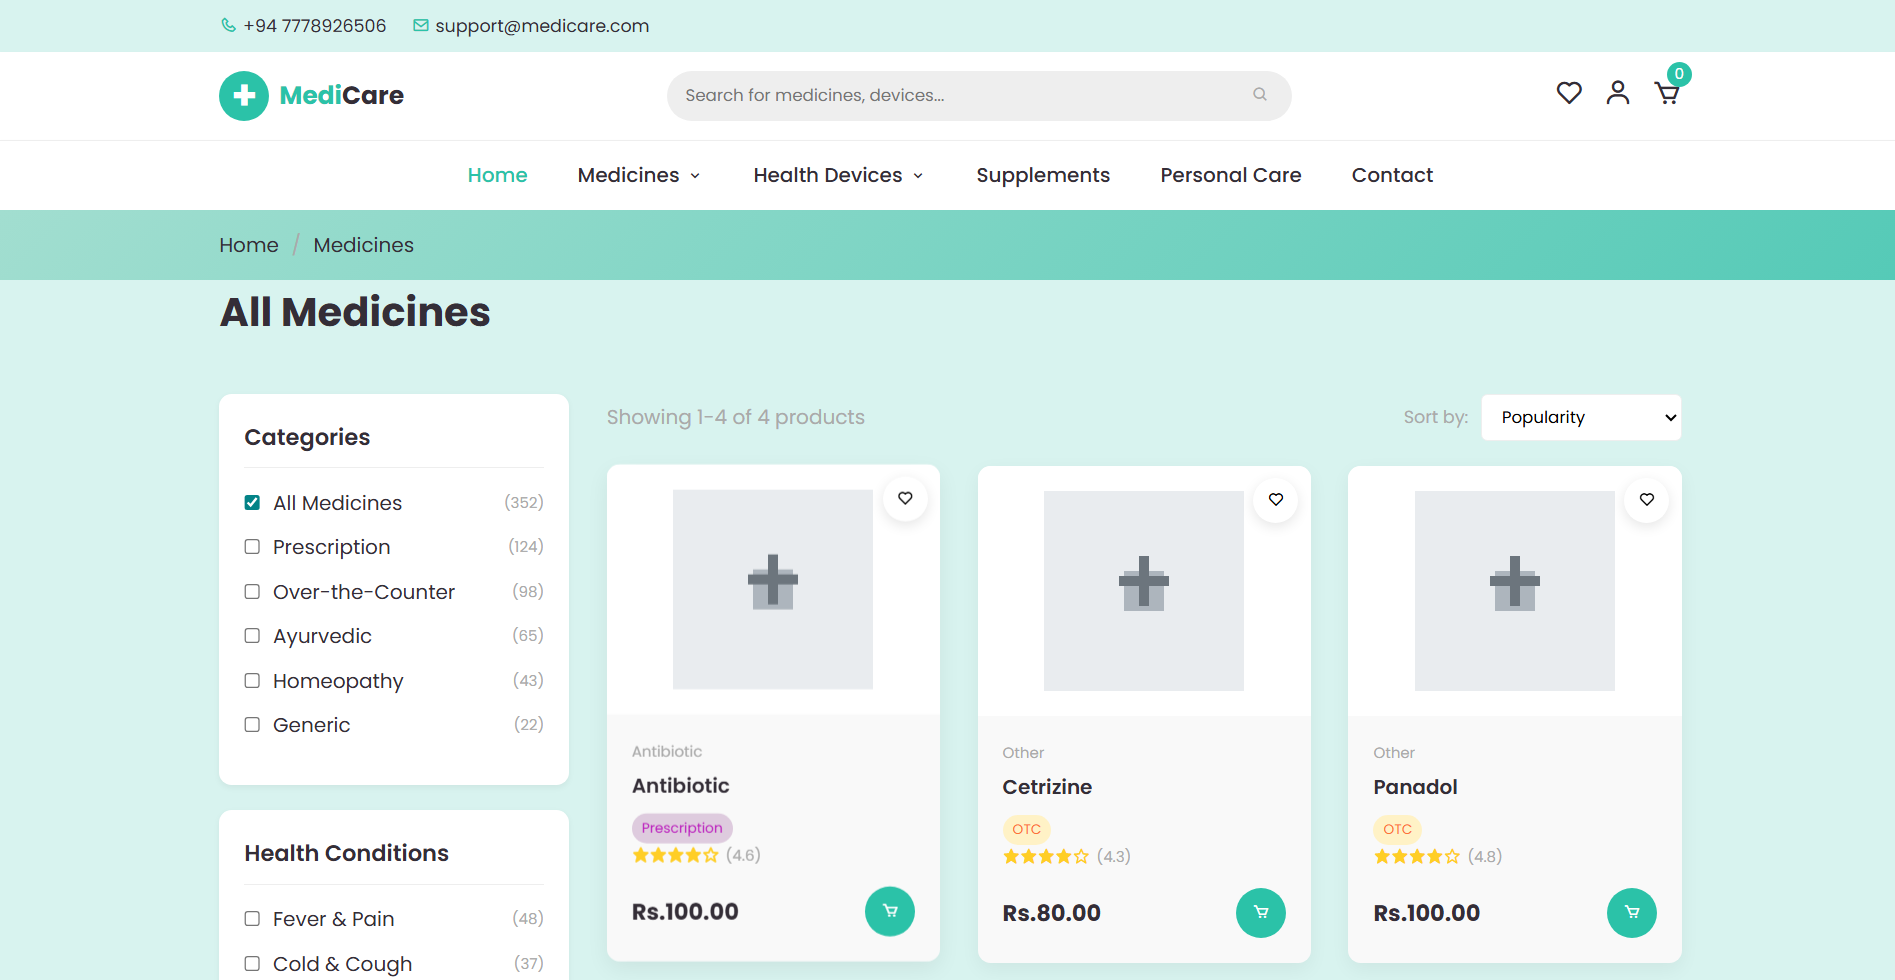 +94 7778926506 support@medicare.com
MediCare
Search for medicines, devices...
0
Home Medicines Health Devices Supplements Personal Care Contact
Home / Medicines
All Medicines
Categories
All Medicines (352)
Prescription (124)
Over-the-Counter (98)
Ayurvedic (65)
Homeopathy (43)
Generic (22)
Health Conditions
Fever & Pain (48)
Cold & Cough (37)
Showing 1-4 of 4 products
Sort by: Popularity
Antibiotic
Antibiotic
Prescription
(4.6)
Rs.100.00
Other
Cetrizine
OTC
(4.3)
Rs.80.00
Other
Panadol
OTC
(4.8)
Rs.100.00